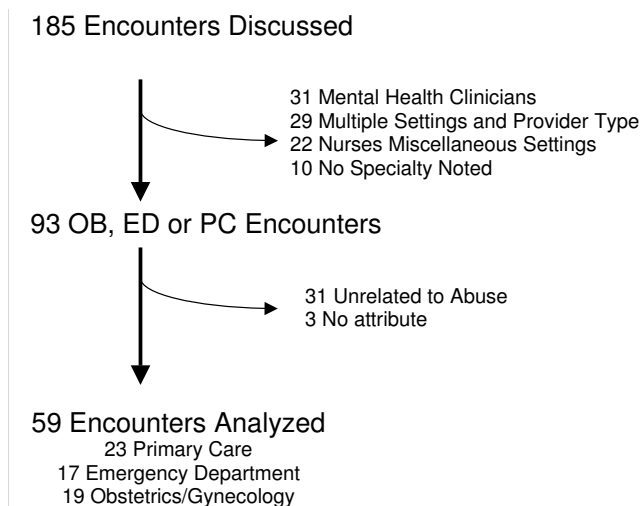 185 Encounters Discussed
31 Mental Health Clinicians
29 Multiple Settings and Provider Type
22 Nurses Miscellaneous Settings
10 No Specialty Noted
93 OB, ED or PC Encounters
31 Unrelated to Abuse
3 No attribute
59 Encounters Analyzed
23 Primary Care
17 Emergency Department
19 Obstetrics/Gynecology